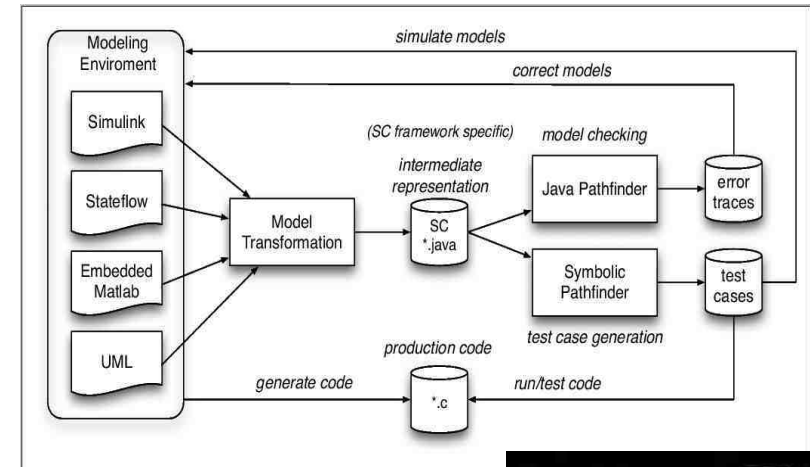 Modeling
Enviroment
simulate models
correct models
Simulink
Stateflow
Embedded
Matlab
UML
Model
Transformation
(SC framework specific)
intermediate
representation
SC
*.java
model checking
Java Pathfinder
error
traces
Symbolic
Pathfinder
test
cases
test case generation
production code
generate code
*.c
run/test code